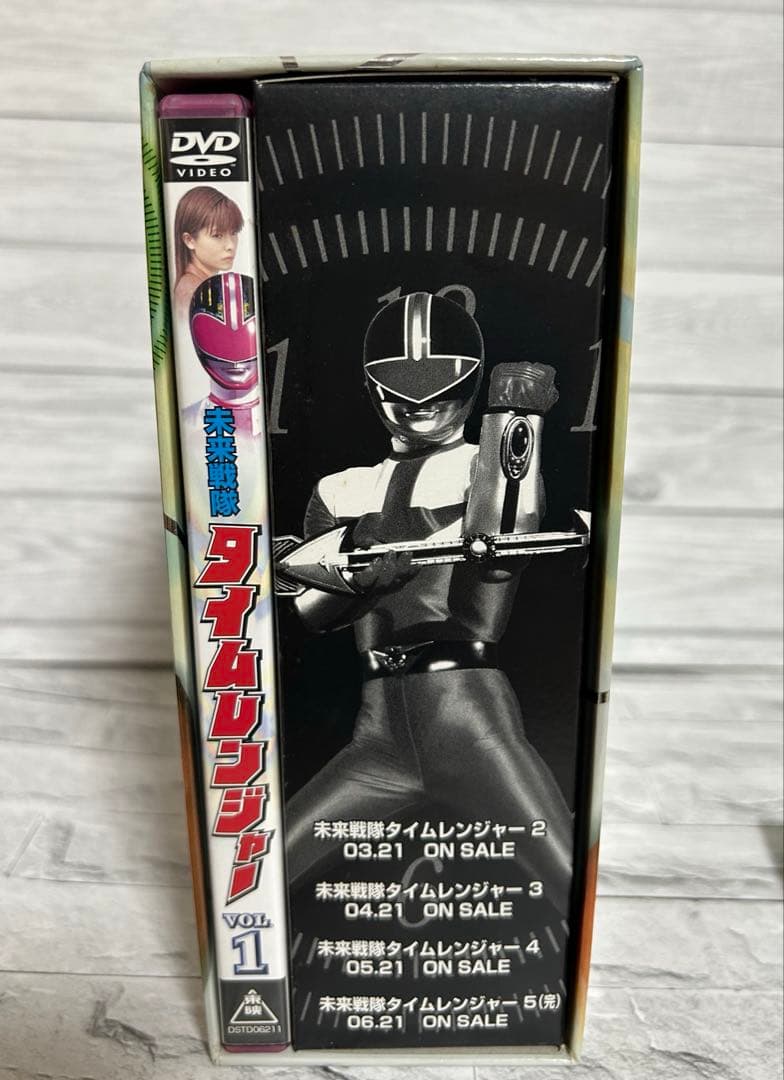 DVD
VIDEO
未来戦隊
タイムレンジャー
VOL.
1
東映
DSTD06211
12
1
1
6
未来戦隊タイムレンジャー 2
03.21 ON SALE
未来戦隊タイムレンジャー 3
04.21 ON SALE
未来戦隊タイムレンジャー 4
05.21 ON SALE
未来戦隊タイムレンジャー 5(完)
06.21 ON SALE